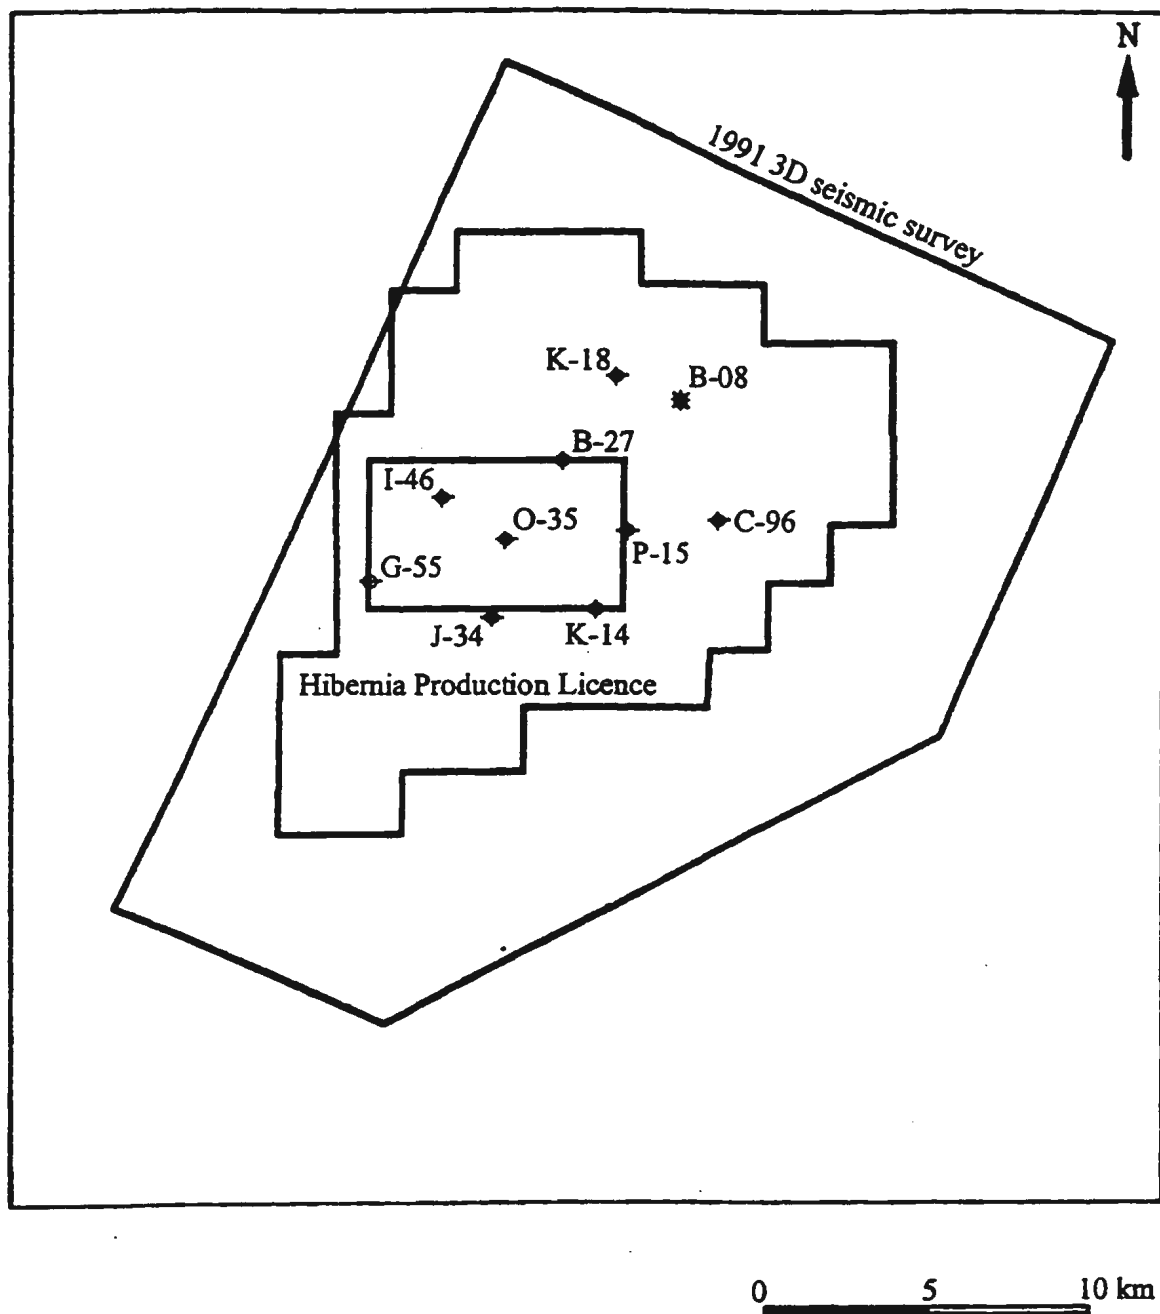 N
1991 3D seismic survey
K-18
B-08
B-27
I-46
O-35
C-96
P-15
G-55
J-34
K-14
Hibernia Production Licence
0 5 10 km